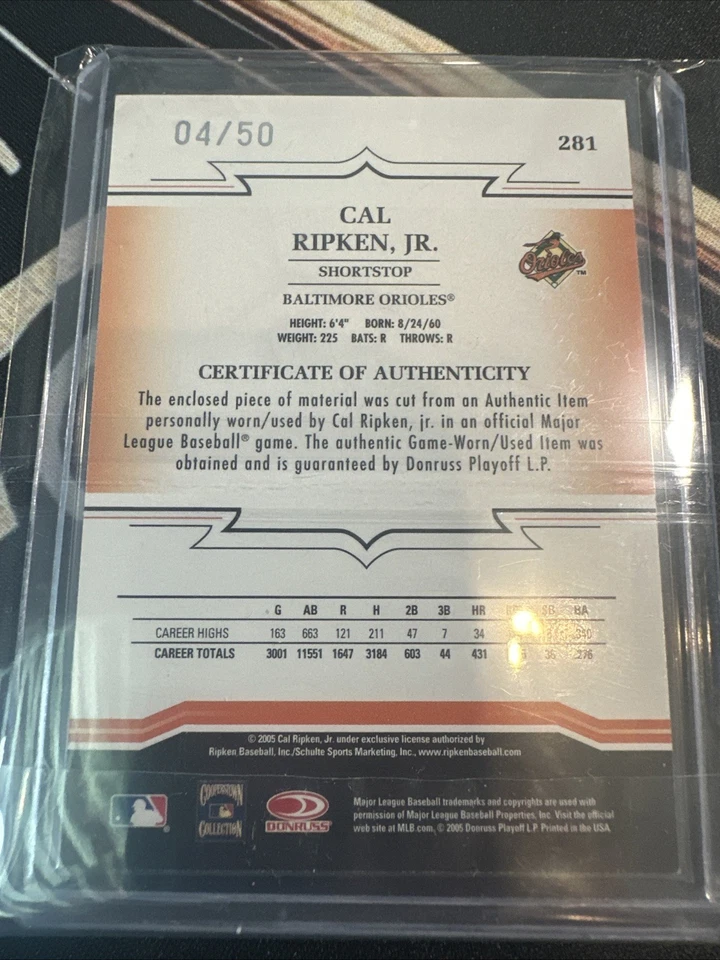 04/50
281
CAL
RIPKEN, JR.
SHORTSTOP
Orioles™
BALTIMORE ORIOLES®
HEIGHT: 6'4" BORN: 8/24/60
WEIGHT: 225 BATS: R THROWS: R
CERTIFICATE OF AUTHENTICITY
The enclosed piece of material was cut from an Authentic Item
personally worn/used by Cal Ripken, jr. in an official Major
League Baseball® game. The authentic Game-Worn/Used Item was
obtained and is guaranteed by Donruss Playoff L.P.
G AB R H 2B 3B HR SB BA
CAREER HIGHS 163 663 121 211 47 7 34 .340
CAREER TOTALS 3001 11551 1647 3184 603 44 431 36 .276
© 2005 Cal Ripken, Jr. under exclusive license authorized by
Ripken Baseball, Inc./Schulte Sports Marketing, Inc., www.ripkenbaseball.com
COOPERSTOWN
COLLECTION
DONRUSS
Major League Baseball trademarks and copyrights are used with
permission of Major League Baseball Properties, Inc. Visit the official
web site at MLB.com. © 2005 Donruss Playoff L.P. Printed in the USA